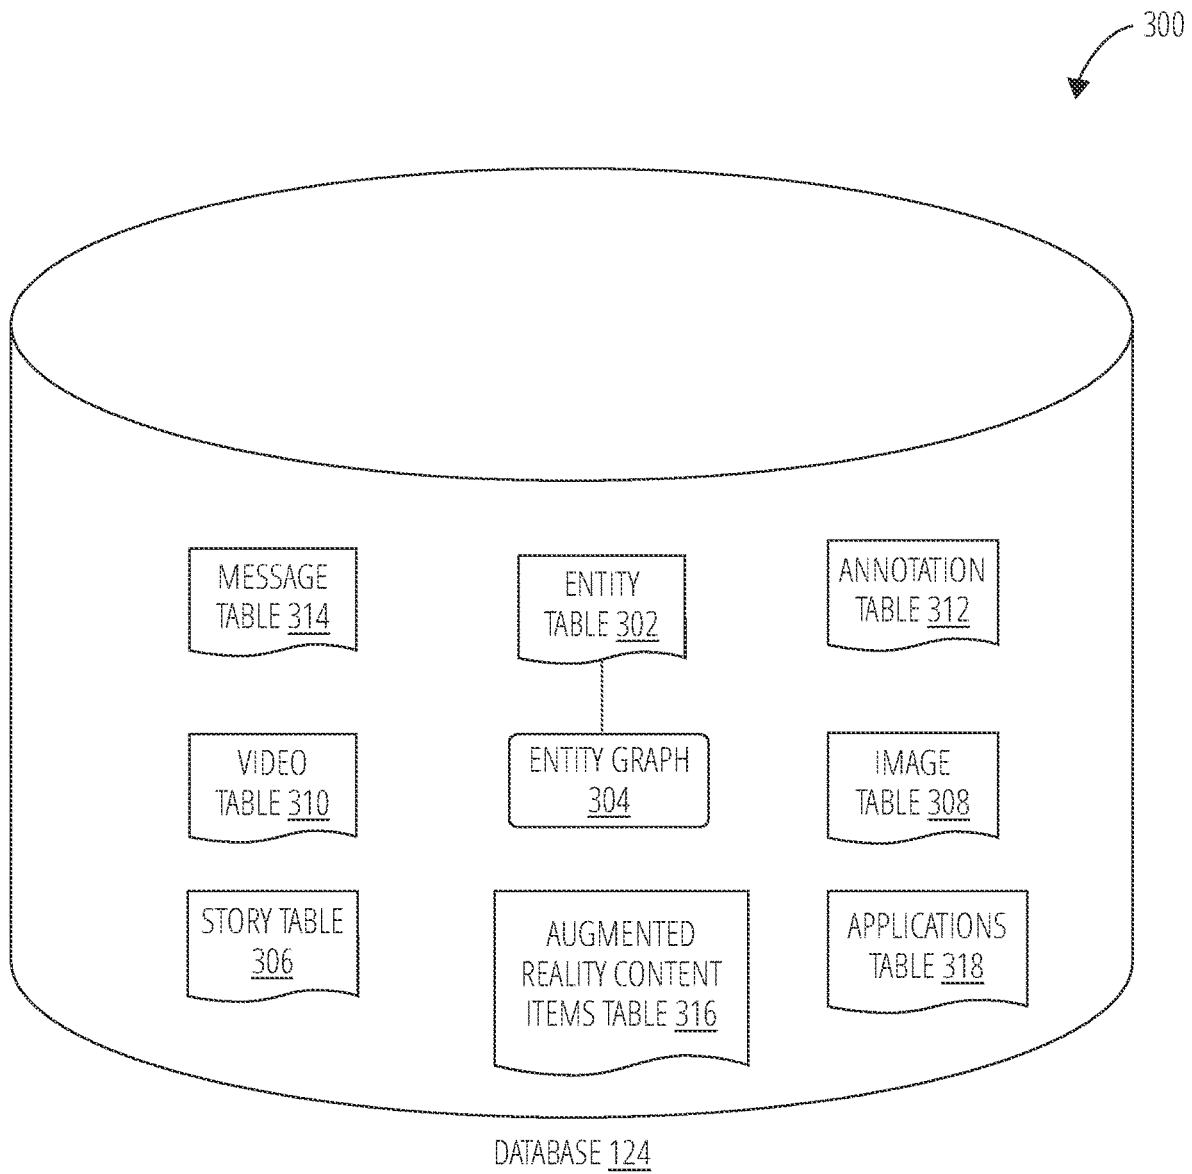 300
MESSAGE
TABLE 314
ENTITY
TABLE 302
ANNOTATION
TABLE 312
VIDEO
TABLE 310
ENTITY GRAPH
304
IMAGE
TABLE 308
STORY TABLE
306
AUGMENTED
REALITY CONTENT
ITEMS TABLE 316
APPLICATIONS
TABLE 318
DATABASE 124